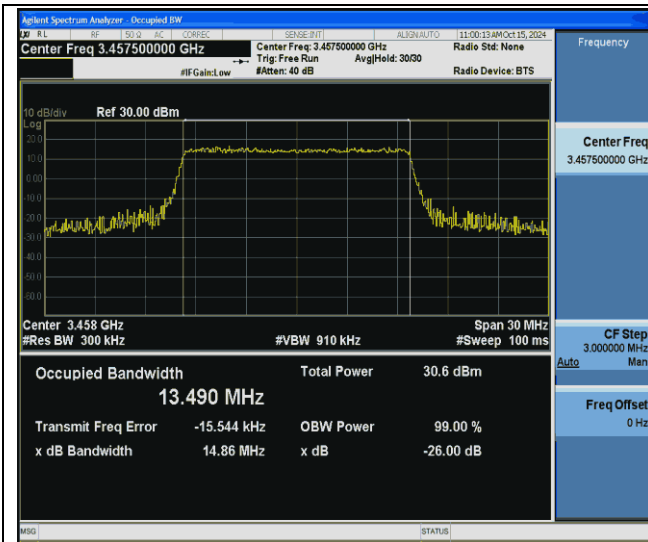 Agilent Spectrum Analyzer - Occupied BW
RL RF 50 Ω AC CORREC SENSE:INT ALIGN AUTO 11:00:13 AM Oct 15, 2024
Center Freq 3.457500000 GHz
Center Freq: 3.457500000 GHz
Radio Std: None
Trig: Free Run Avg|Hold: 30/30
#IFGain:Low #Atten: 40 dB Radio Device: BTS
Frequency
10 dB/div Ref 30.00 dBm
Log
20.0
10.0
0.00
-10.0
-20.0
-30.0
-40.0
-50.0
-60.0
Center Freq
3.457500000 GHz
Center 3.458 GHz Span 30 MHz
#Res BW 300 kHz #VBW 910 kHz #Sweep 100 ms
CF Step
3.000000 MHz
Auto Man
Occupied Bandwidth Total Power 30.6 dBm
13.490 MHz
Transmit Freq Error -15.544 kHz OBW Power 99.00 %
x dB Bandwidth 14.86 MHz x dB -26.00 dB
Freq Offset
0 Hz
MSG STATUS